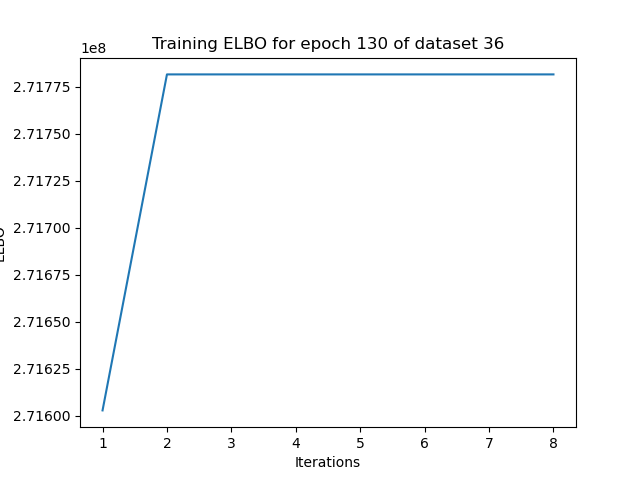 Training ELBO for epoch 130 of dataset 36
1e8
2.71775
2.71750
2.71725
2.71700
2.71675
2.71650
2.71625
2.71600
ELBO
1 2 3 4 5 6 7 8
Iterations